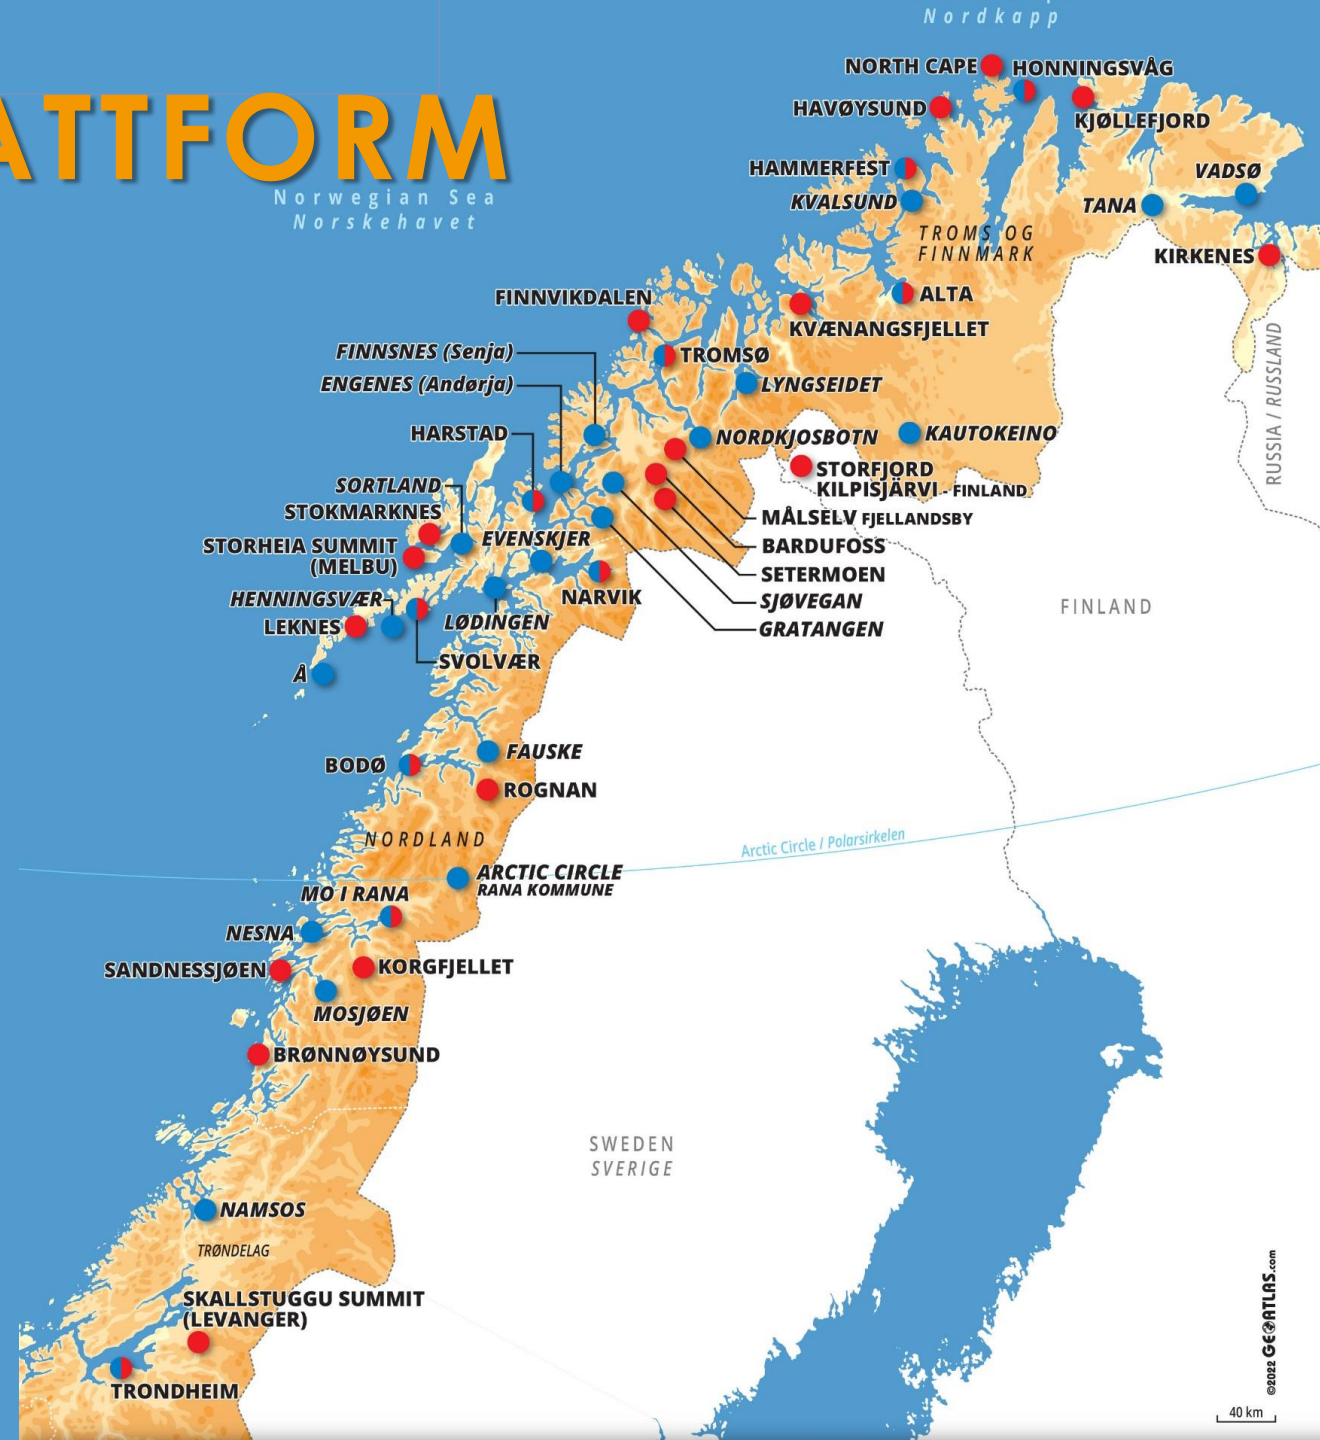 Nordkapp
NORTH CAPE
HONNINGSVÅG
HAVØYSUND
KJØLLEFJORD
ATTFORM
HAMMERFEST
VADSØ
Norwegian Sea
KVALSUND
TANA
Norskehavet
TROMS OG
FINNMARK
KIRKENES
FINNVIKDALEN
ALTA
KVÆNANGSFJELLET
FINNSNES (Senja)
TROMSØ
ENGENES (Andørja)
LYNGSEIDET
RUSSIA / RUSSLAND
HARSTAD
NORDKJOSBOTN
KAUTOKEINO
STORFJORD
KILPISJÄRVI - FINLAND
SORTLAND
STOKMARKNES
MÅLSELV FJELLANDSBY
EVENSKJER
STORHEIA SUMMIT
(MELBU)
BARDUFOSS
SETERMOEN
HENNINGSVÆR
NARVIK
SJØVEGAN
FINLAND
LEKNES
LØDINGEN
GRATANGEN
SVOLVÆR
Å
FAUSKE
BODØ
ROGNAN
NORDLAND
Arctic Circle / Polarsirkelen
ARCTIC CIRCLE
RANA KOMMUNE
MO I RANA
NESNA
SANDNESSJØEN
KORGFJELLET
MOSJØEN
BRØNNØYSUND
SWEDEN
SVERIGE
NAMSOS
TRØNDELAG
SKALLSTUGGU SUMMIT
(LEVANGER)
TRONDHEIM
©2022 GEOATLAS.com
40 km